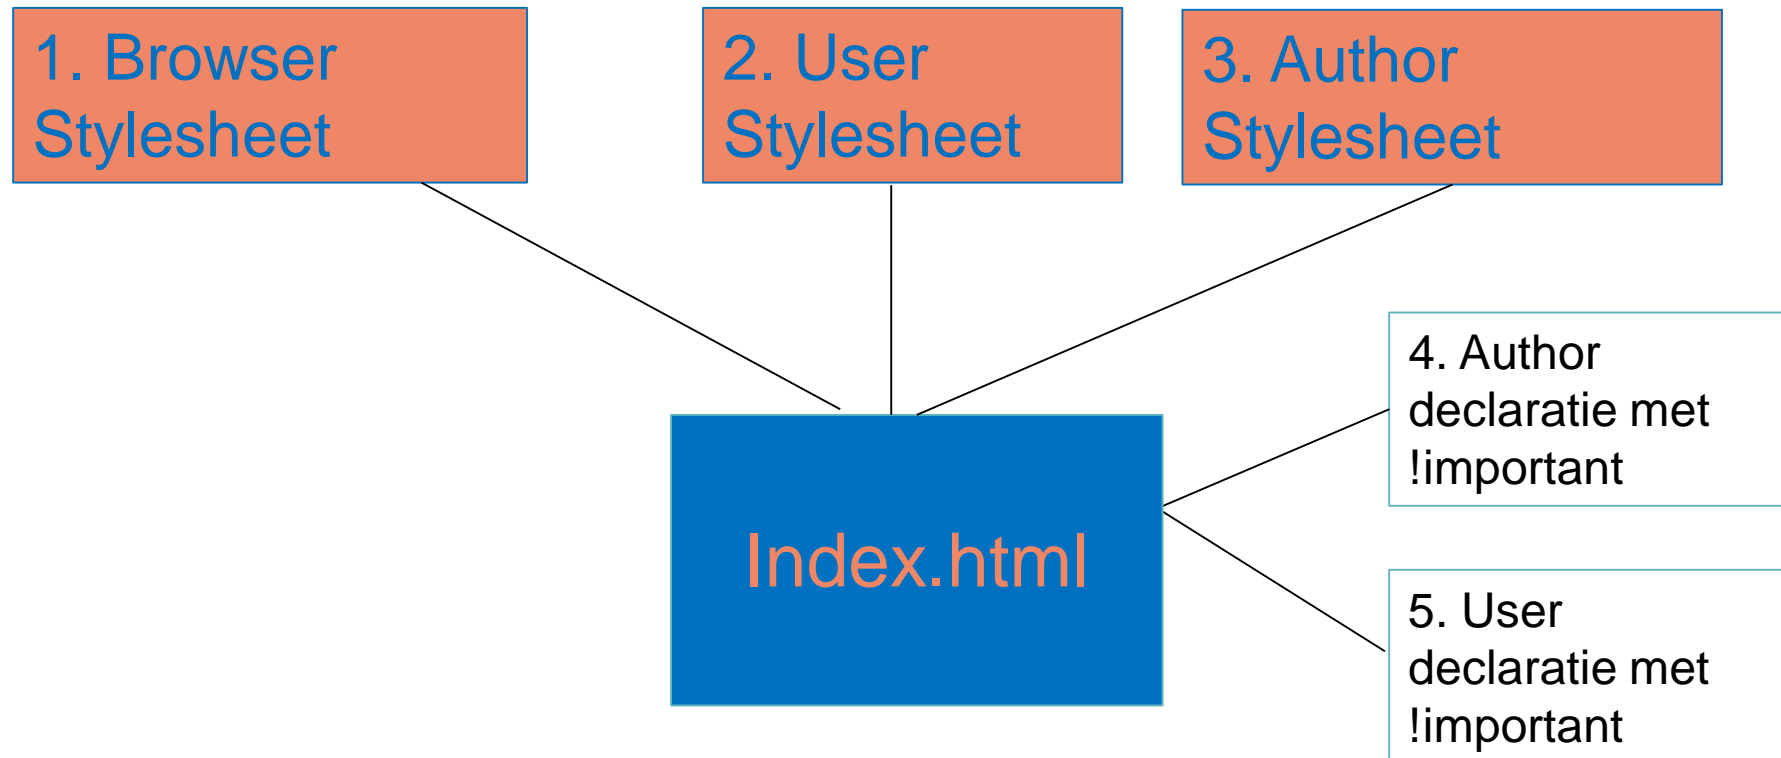 1. Browser
Stylesheet
2. User
Stylesheet
3. Author
Stylesheet
4. Author
declaratie met
!important
Index.html
5. User
declaratie met
!important